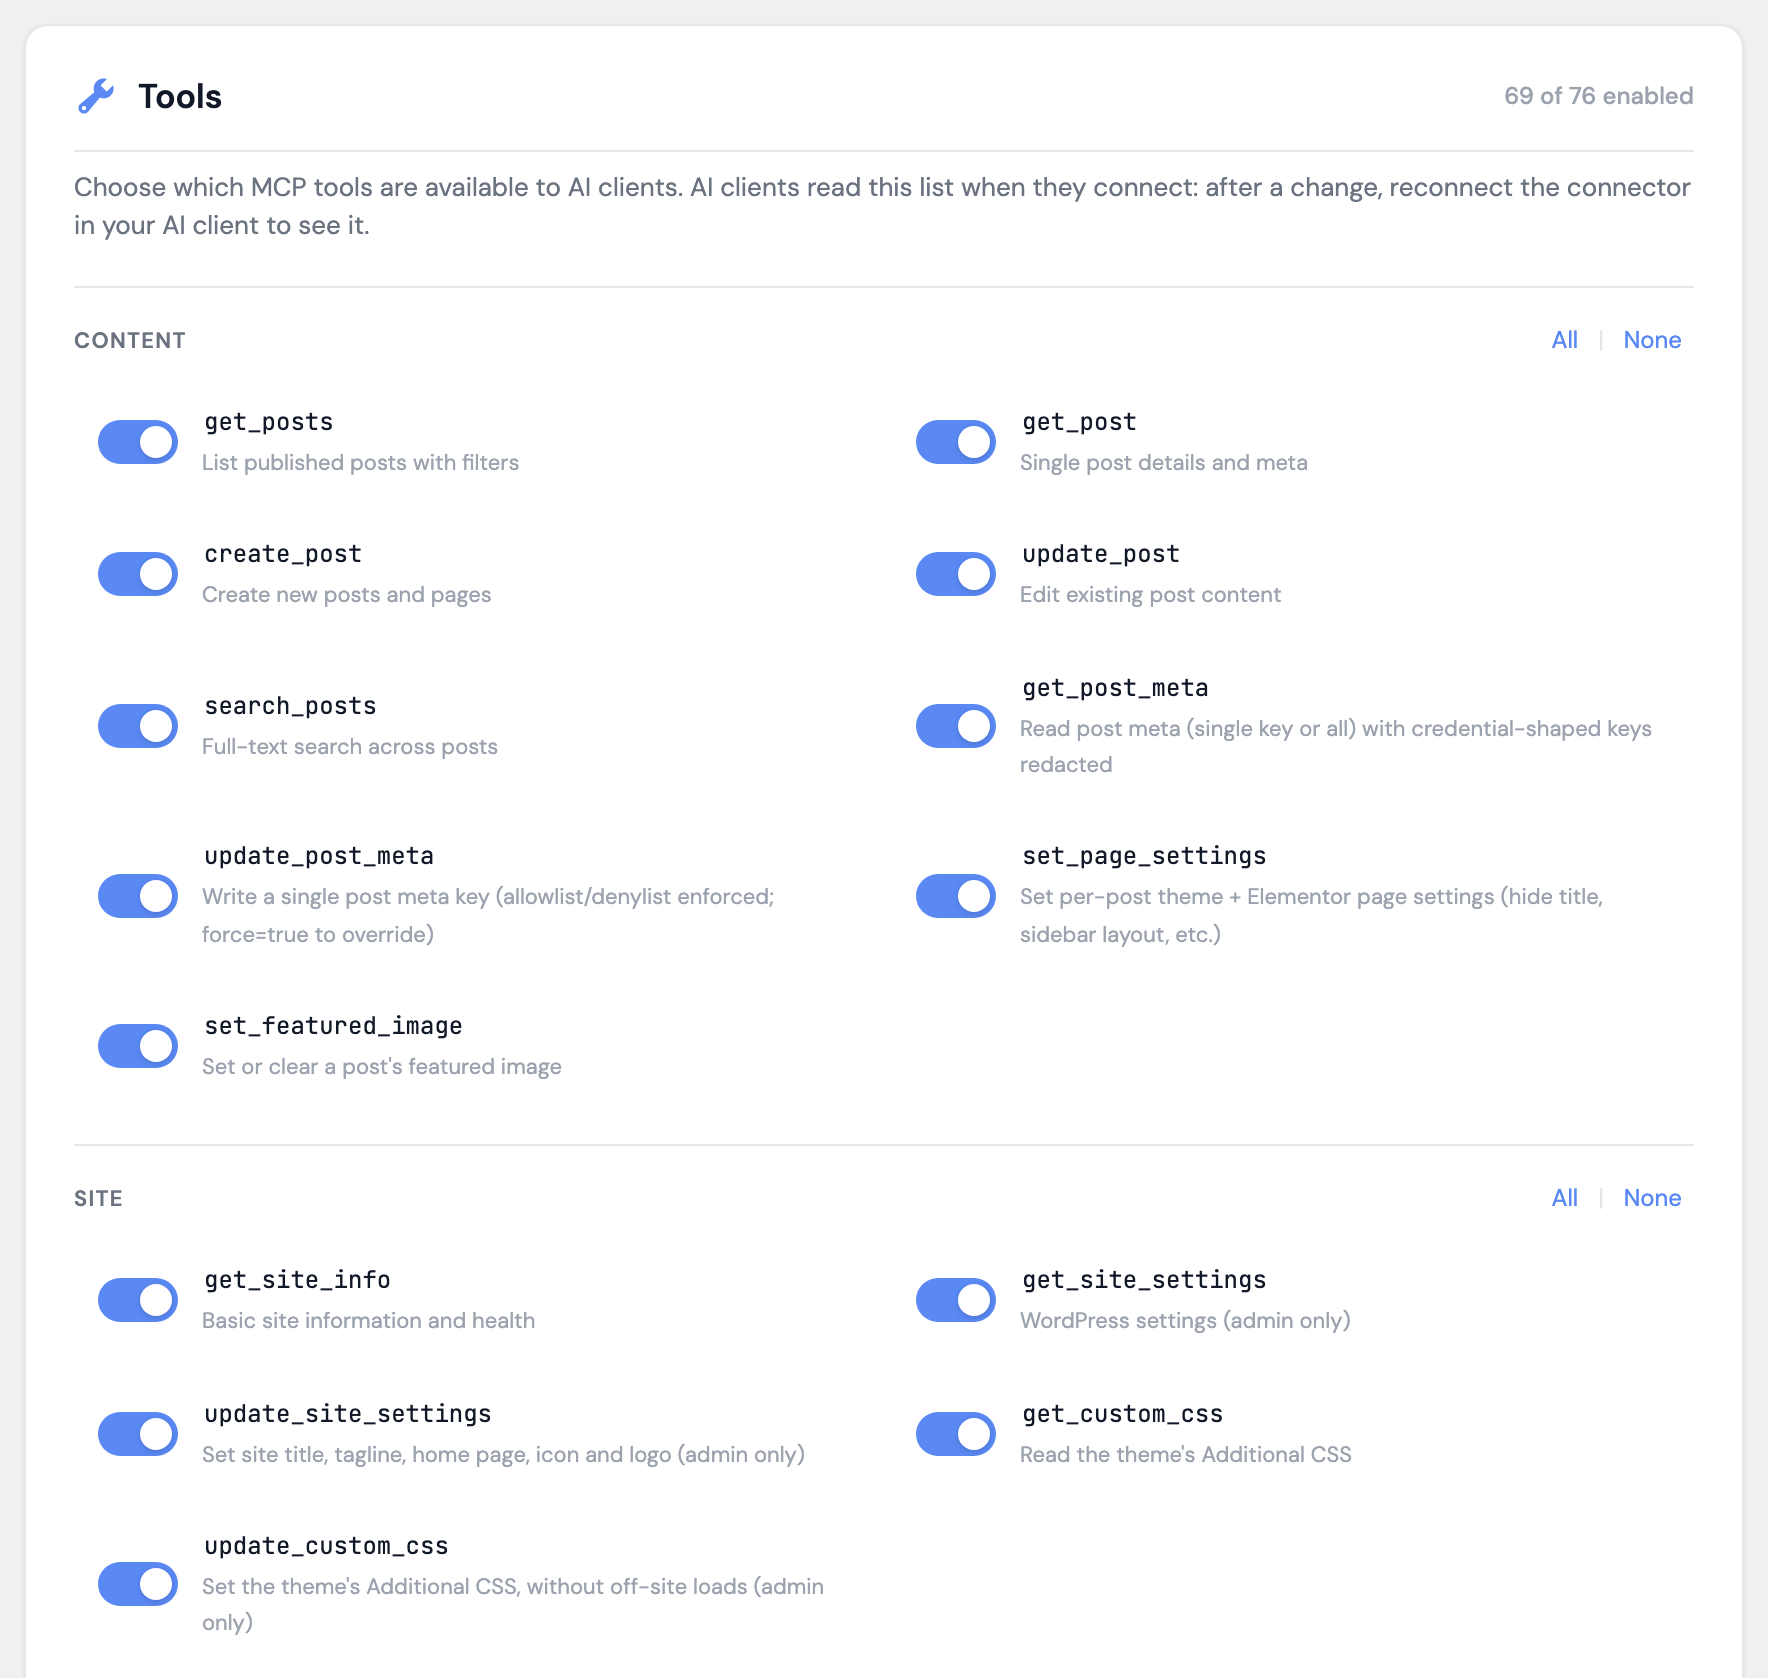 Tools
69 of 76 enabled
Choose which MCP tools are available to AI clients. AI clients read this list when they connect: after a change, reconnect the connector
in your AI client to see it.
CONTENT
All | None
get_posts
List published posts with filters
get_post
Single post details and meta
create_post
Create new posts and pages
update_post
Edit existing post content
search_posts
Full-text search across posts
get_post_meta
Read post meta (single key or all) with credential-shaped keys
redacted
update_post_meta
Write a single post meta key (allowlist/denylist enforced;
force=true to override)
set_page_settings
Set per-post theme + Elementor page settings (hide title,
sidebar layout, etc.)
set_featured_image
Set or clear a post's featured image
SITE
All | None
get_site_info
Basic site information and health
get_site_settings
WordPress settings (admin only)
update_site_settings
Set site title, tagline, home page, icon and logo (admin only)
get_custom_css
Read the theme's Additional CSS
update_custom_css
Set the theme's Additional CSS, without off-site loads (admin
only)